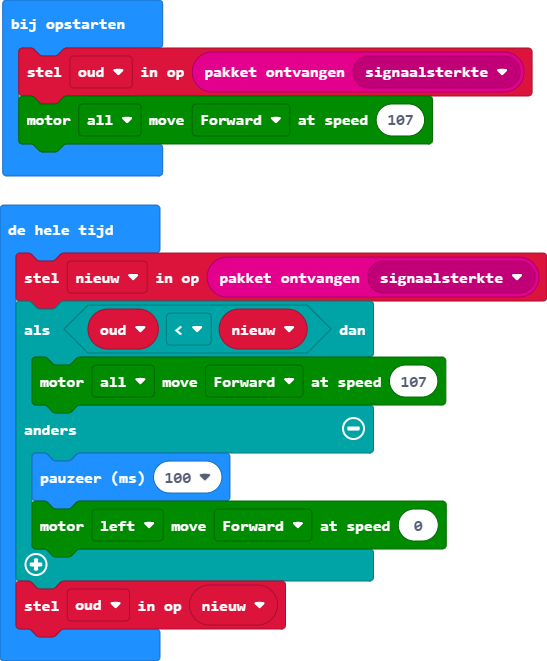 bij opstarten
stel oud in op pakket ontvangen signaalsterkte
motor all move Forward at speed 107
de hele tijd
stel nieuw in op pakket ontvangen signaalsterkte
als oud < nieuw dan
motor all move Forward at speed 107
anders
pauzeer (ms) 100
motor left move Forward at speed 0
stel oud in op nieuw